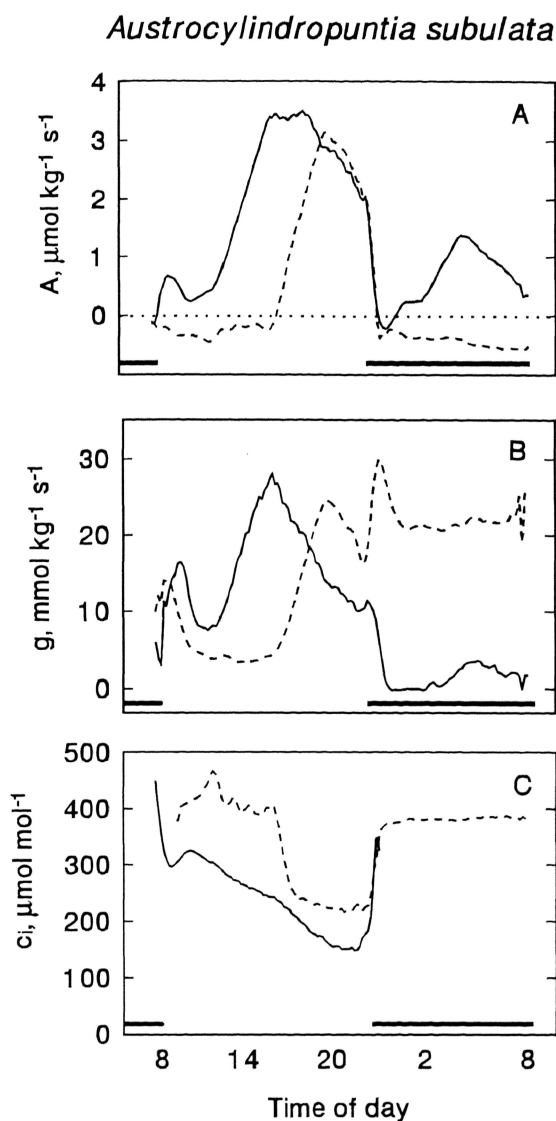 Austrocylindropuntia subulata
4
3
2
1
0
A, μmol kg⁻¹ s⁻¹
A
30
20
10
0
g, mmol kg⁻¹ s⁻¹
B
500
400
300
200
100
0
cᵢ, μmol mol⁻¹
C
8 14 20 2 8
Time of day